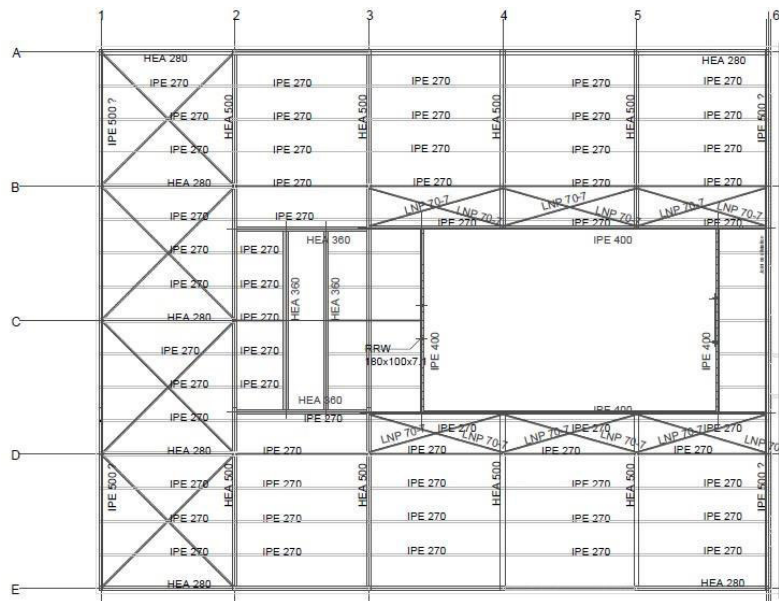 1 2 3 4 5 6
A
HEA 280 HEA 280
IPE 270 IPE 270 IPE 270 IPE 270 IPE 270
IPE 500 ? HEA 500 HEA 500 HEA 500 HEA 500 IPE 500 ?
IPE 270 IPE 270 IPE 270 IPE 270 IPE 270
IPE 270 IPE 270 IPE 270 IPE 270 IPE 270
B
HEA 280 IPE 270 IPE 270 IPE 270 IPE 270
LNP 70-7 LNP 70-7 LNP 70-7 LNP 70-7 LNP 70-7 LNP 70-7
IPE 270 IPE 270 IPE 270 IPE 270 IPE 270
HEA 360 IPE 400
IPE 270 IPE 270
IPE 270 IPE 270
HEA 360 HEA 360
C
HEA 280 IPE 270
RRW
180x100x7.1
IPE 400 IPE 400
IPE 270 IPE 270
IPE 270 IPE 270
HEA 360 IPE 400
IPE 270 IPE 270 IPE 270 IPE 270 IPE 270
LNP 70-7 LNP 70-7 LNP 70-7 LNP 70-7 LNP 70-7 LNP 70
D
HEA 280 IPE 270 IPE 270 IPE 270 IPE 270
IPE 500 ? HEA 500 HEA 500 HEA 500 HEA 500 IPE 500 ?
IPE 270 IPE 270 IPE 270 IPE 270 IPE 270
IPE 270 IPE 270 IPE 270 IPE 270 IPE 270
IPE 270 IPE 270 IPE 270 IPE 270 IPE 270
HEA 280 HEA 280
E